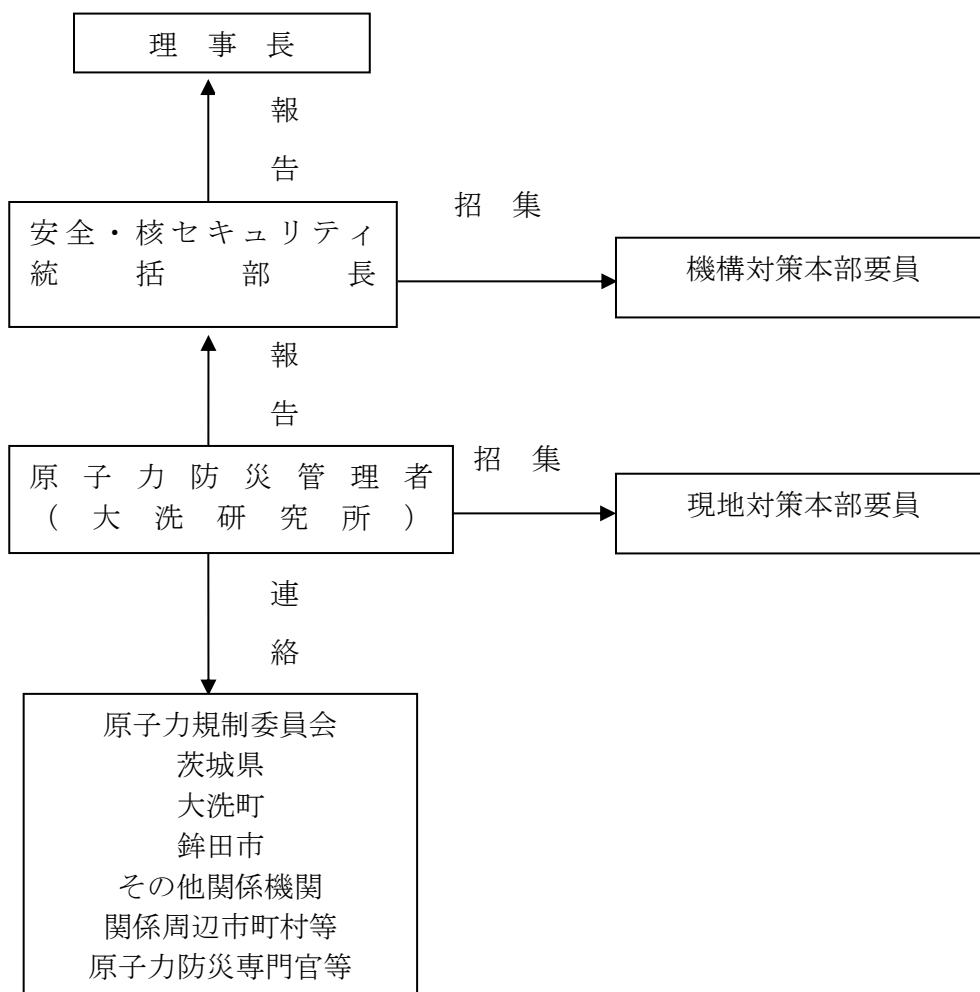 理事長
報
告
招集
安全・核セキュリティ
統括部長
機構対策本部要員
報
告
招集
原子力防災管理者
(大洗研究所)
現地対策本部要員
連
絡
原子力規制委員会
茨城県
大洗町
鉾田市
その他関係機関
関係周辺市町村等
原子力防災専門官等